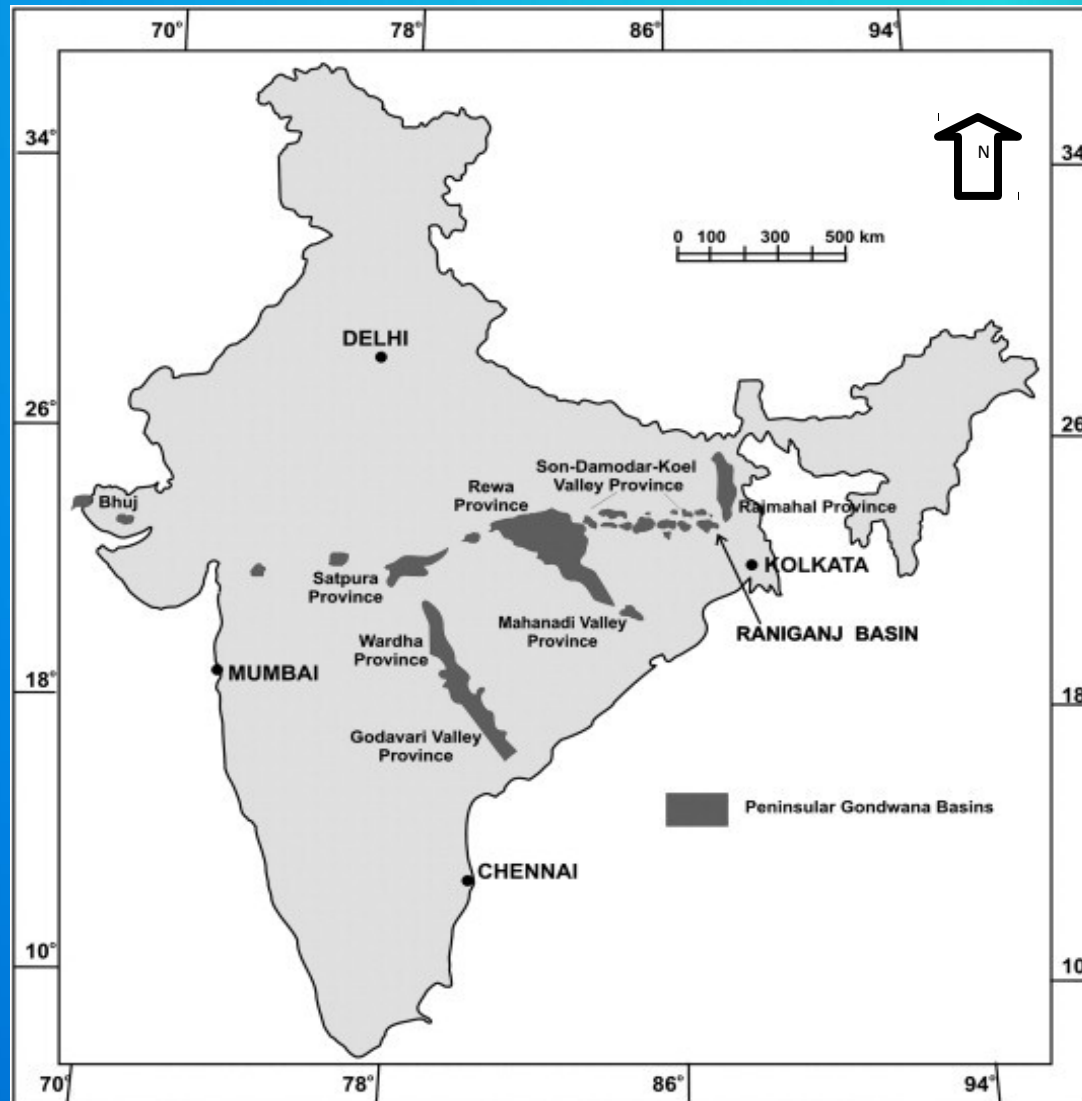 70° 78° 86° 94°
34° 34°
N
0 100 300 500 km
DELHI
26° 26
Son-Damodar-Koel
Valley Province
Rewa
Province
Bhuj
Rajmahal Province
KOLKATA
Satpura
Province
Mahanadi Valley
Province
RANIGANJ BASIN
Wardha
Province
MUMBAI
18° 18
Godavari Valley
Province
Peninsular Gondwana Basins
CHENNAI
10° 10
70° 78° 86° 94°